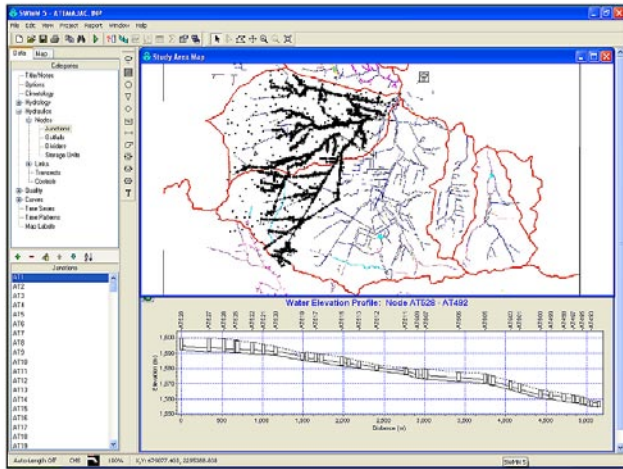 SWMM 5 - ATEMAJAC.INP
File Edit View Project Report Window Help
Data Map
Categories
Title/Notes
Options
Climatology
Hydrology
Hydraulics
Nodes
Junctions
Outfalls
Dividers
Storage Units
Links
Transects
Controls
Quality
Curves
Time Series
Time Patterns
Map Labels
Junctions
AT1
AT2
AT3
AT4
AT5
AT6
AT7
AT8
AT9
AT10
AT11
AT12
AT13
AT14
AT15
AT16
AT17
AT18
AT19
Study Area Map
Water Elevation Profile: Node AT528 - AT492
Elevation (m)
0 500 1,000 1,500 2,000 2,500 3,000 3,500 4,000 4,500 5,000
Distance (m)
Auto-Length: Off CMS 100%
SWMM 5